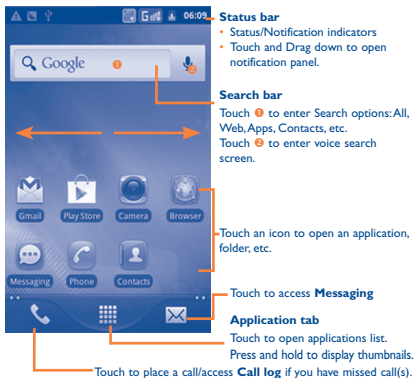 06:09
Status bar
• Status/Notification indicators
• Touch and Drag down to open
notification panel.
Google
1
2
Search bar
Touch 1 to enter Search options: All,
Web, Apps, Contacts, etc.
Touch 2 to enter voice search
screen.
Gmail Play Store Camera Browser
Touch an icon to open an application,
folder, etc.
Messaging Phone Contacts
Touch to access Messaging
Application tab
Touch to open applications list.
Press and hold to display thumbnails.
Touch to place a call/access Call log if you have missed call(s).